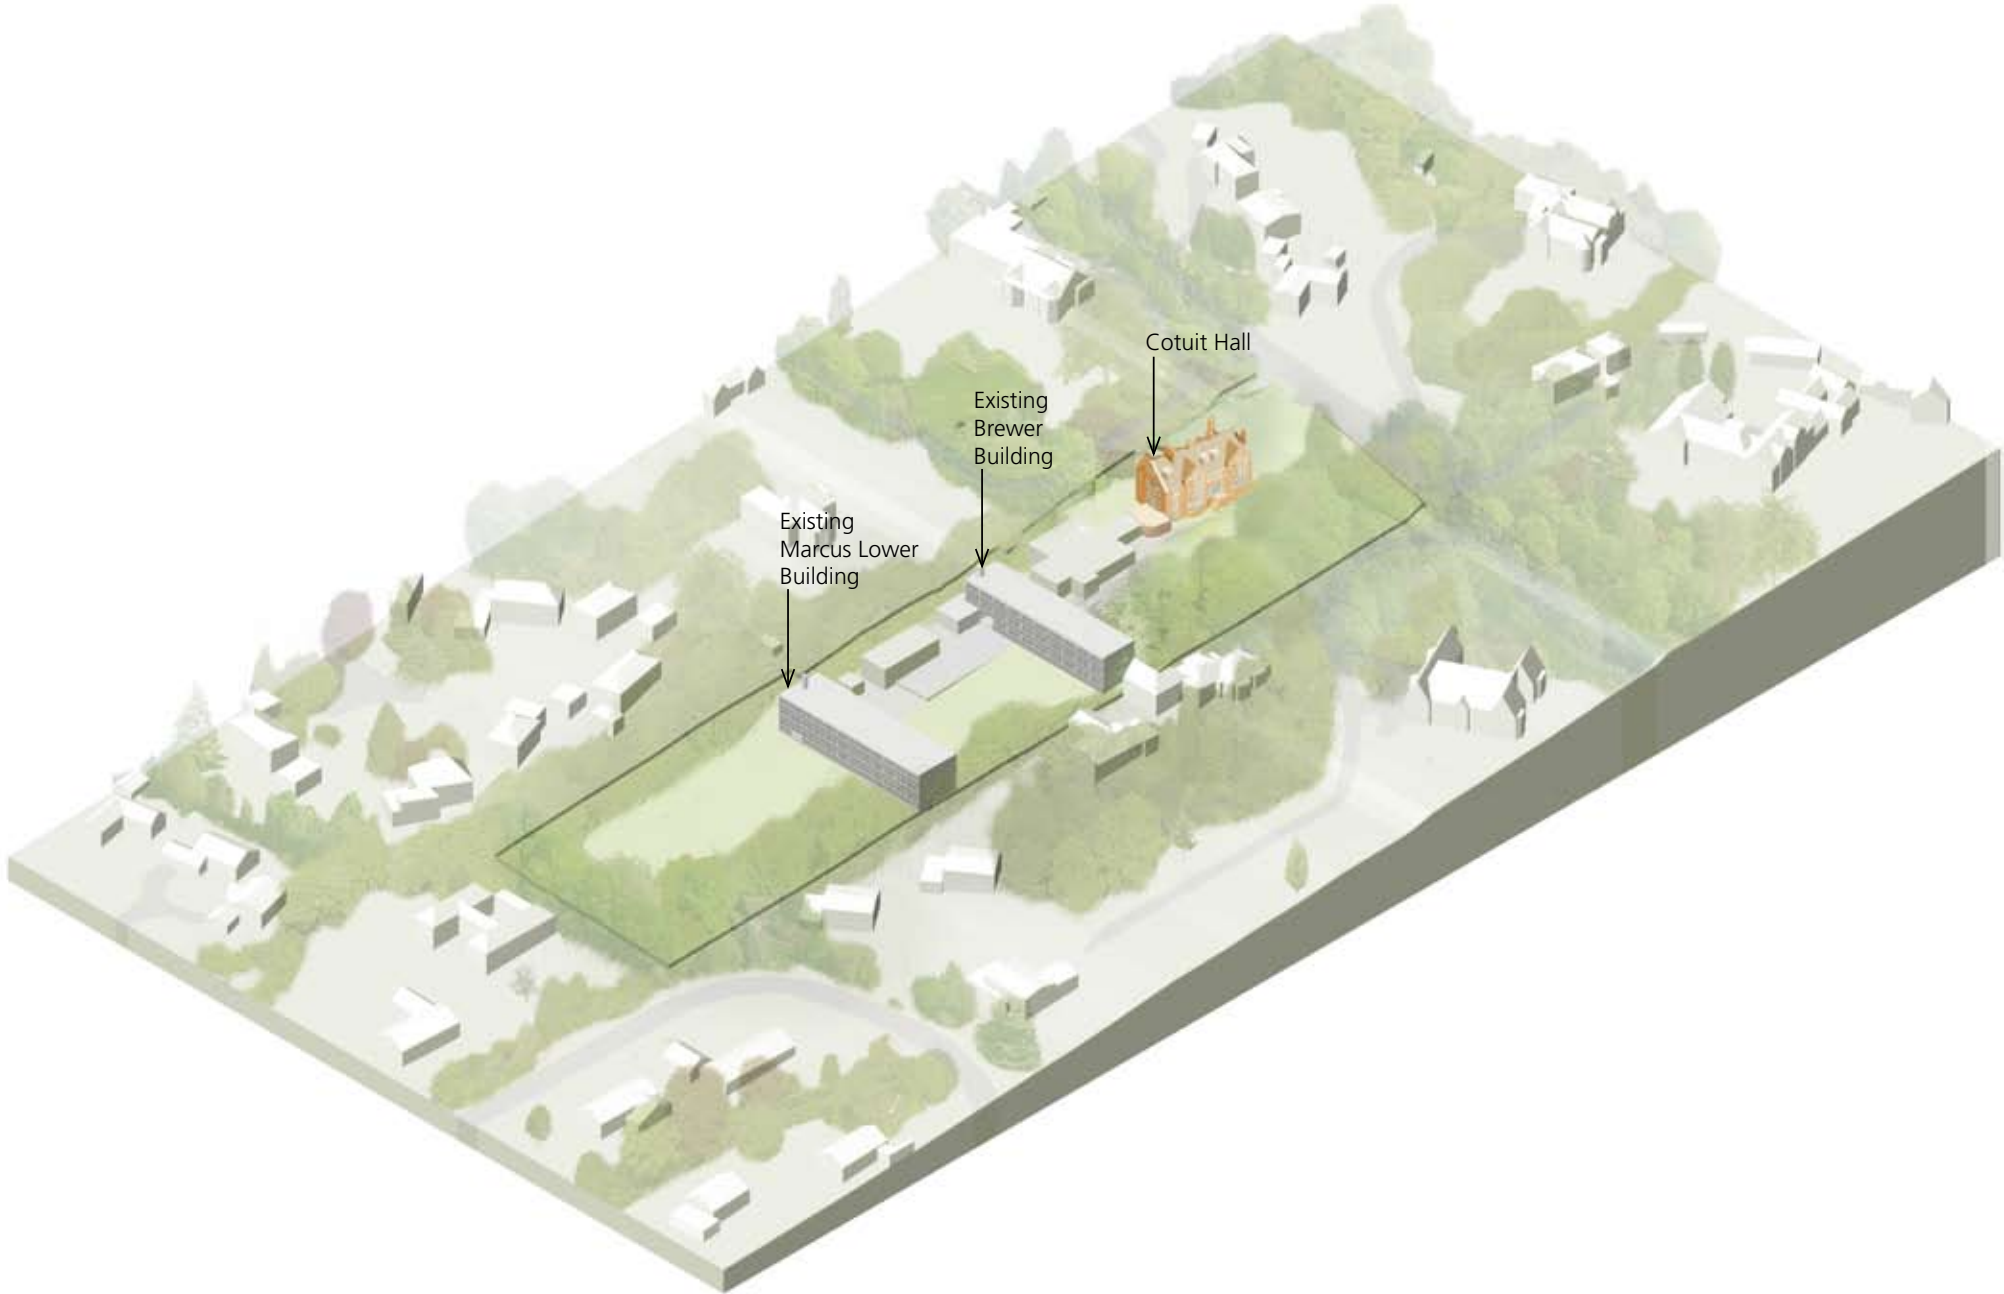 Cotuit Hall
Existing
Brewer
Building
Existing
Marcus Lower
Building